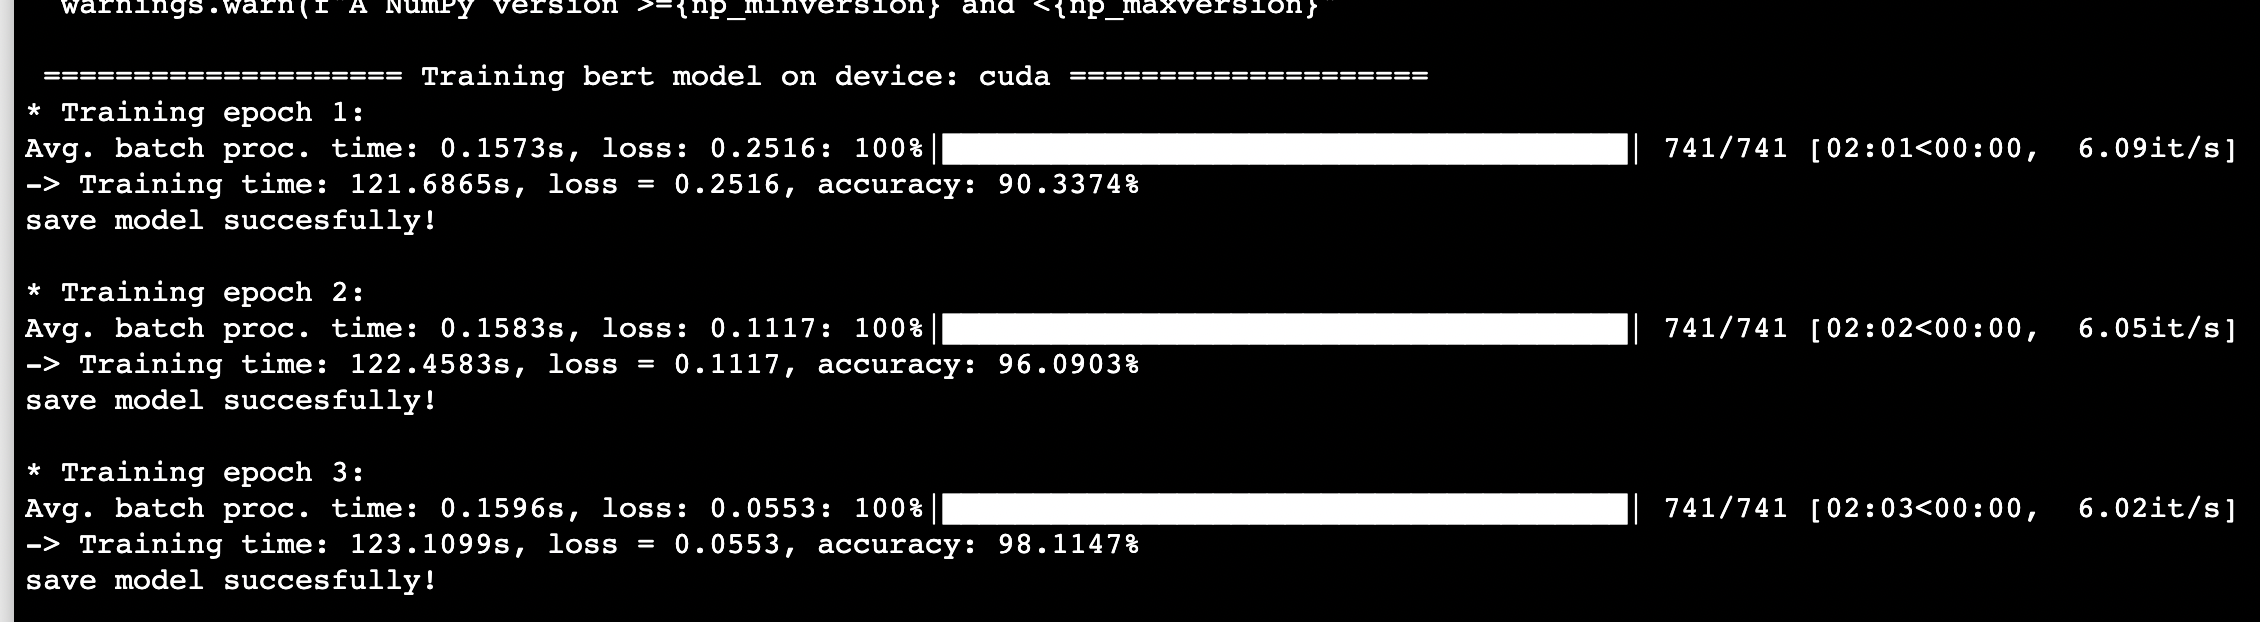 warnings.warn(f"A NumPy version >={np_minversion} and <{np_maxversion}"
==================== Training bert model on device: cuda ====================
* Training epoch 1:
Avg. batch proc. time: 0.1573s, loss: 0.2516: 100%|██████████| 741/741 [02:01<00:00,  6.09it/s]
-> Training time: 121.6865s, loss = 0.2516, accuracy: 90.3374%
save model succesfully!
* Training epoch 2:
Avg. batch proc. time: 0.1583s, loss: 0.1117: 100%|██████████| 741/741 [02:02<00:00,  6.05it/s]
-> Training time: 122.4583s, loss = 0.1117, accuracy: 96.0903%
save model succesfully!
* Training epoch 3:
Avg. batch proc. time: 0.1596s, loss: 0.0553: 100%|██████████| 741/741 [02:03<00:00,  6.02it/s]
-> Training time: 123.1099s, loss = 0.0553, accuracy: 98.1147%
save model succesfully!